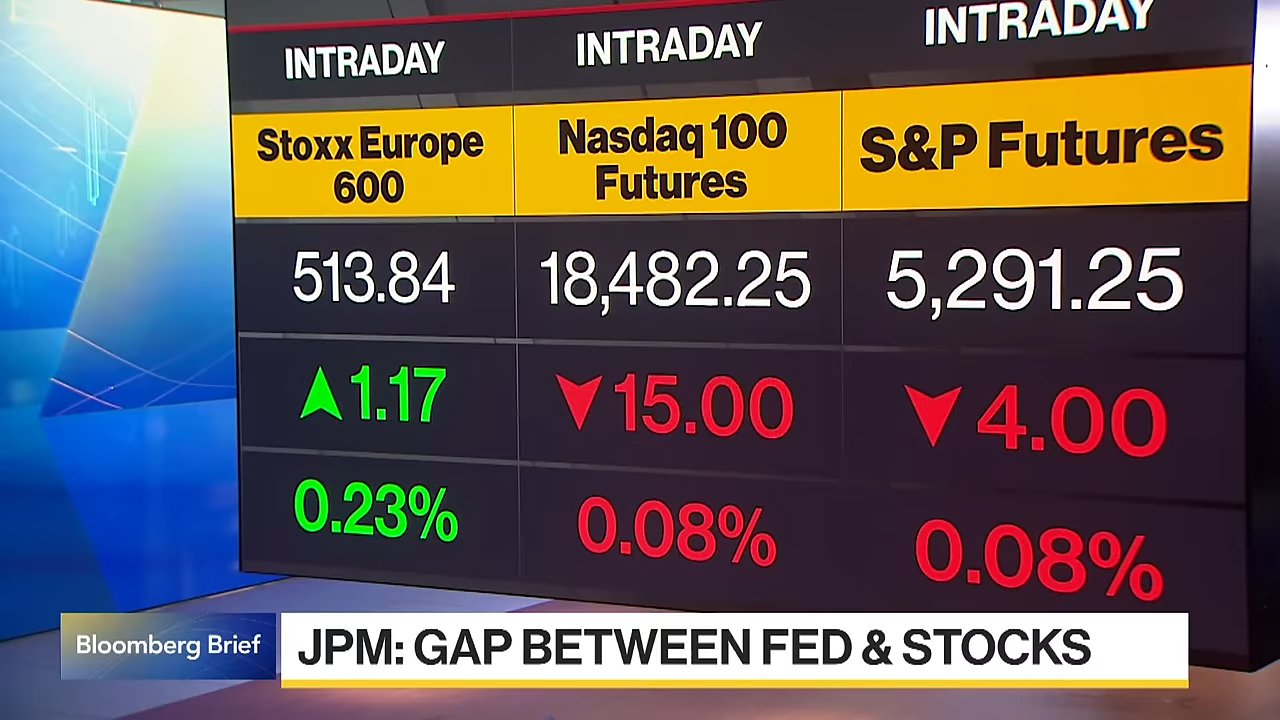 INTRADAY
INTRADAY
INTRADAY
Stoxx Europe
600
Nasdaq 100
Futures
S&P Futures
513.84
18,482.25
5,291.25
▲1.17
▼15.00
▼4.00
0.23%
0.08%
0.08%
Bloomberg Brief
JPM: GAP BETWEEN FED & STOCKS